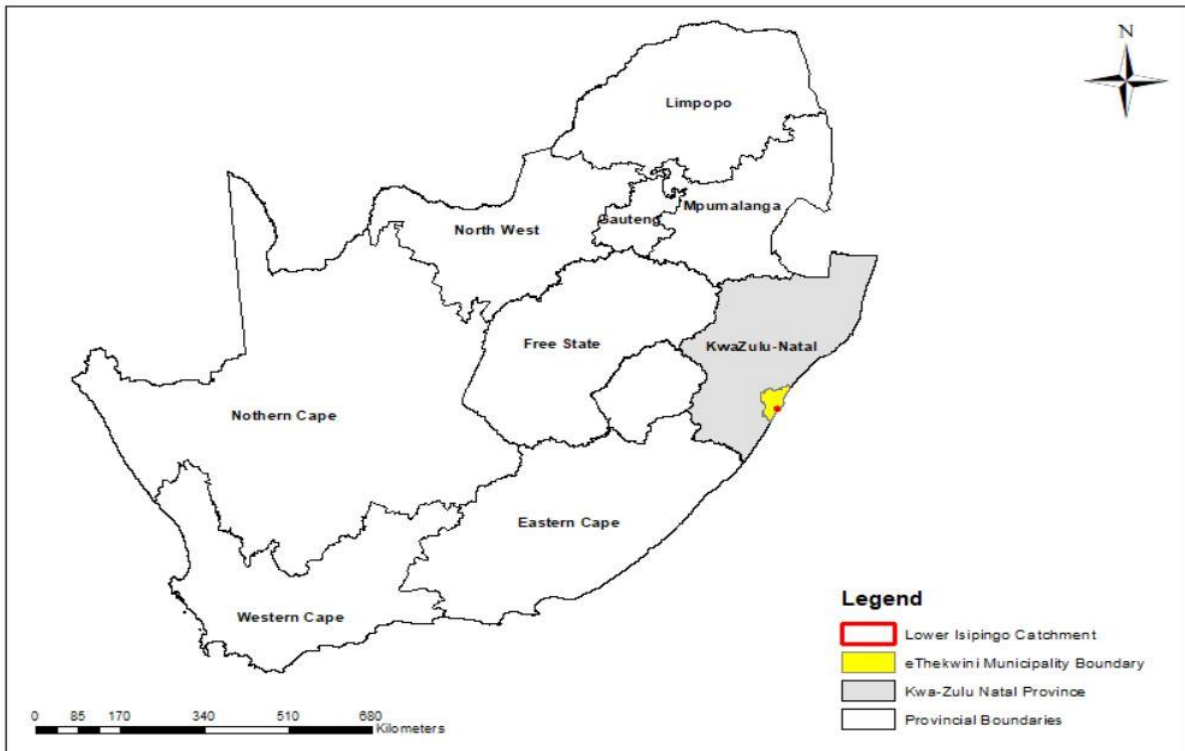 N
Limpopo
Mpumalanga
Gauteng
North West
Free State
KwaZulu-Natal
Nothern Cape
Eastern Cape
Western Cape
Legend
Lower Isipingo Catchment
eThekwini Municipality Boundary
Kwa-Zulu Natal Province
Provincial Boundaries
0 85 170 340 510 680
Kilometers